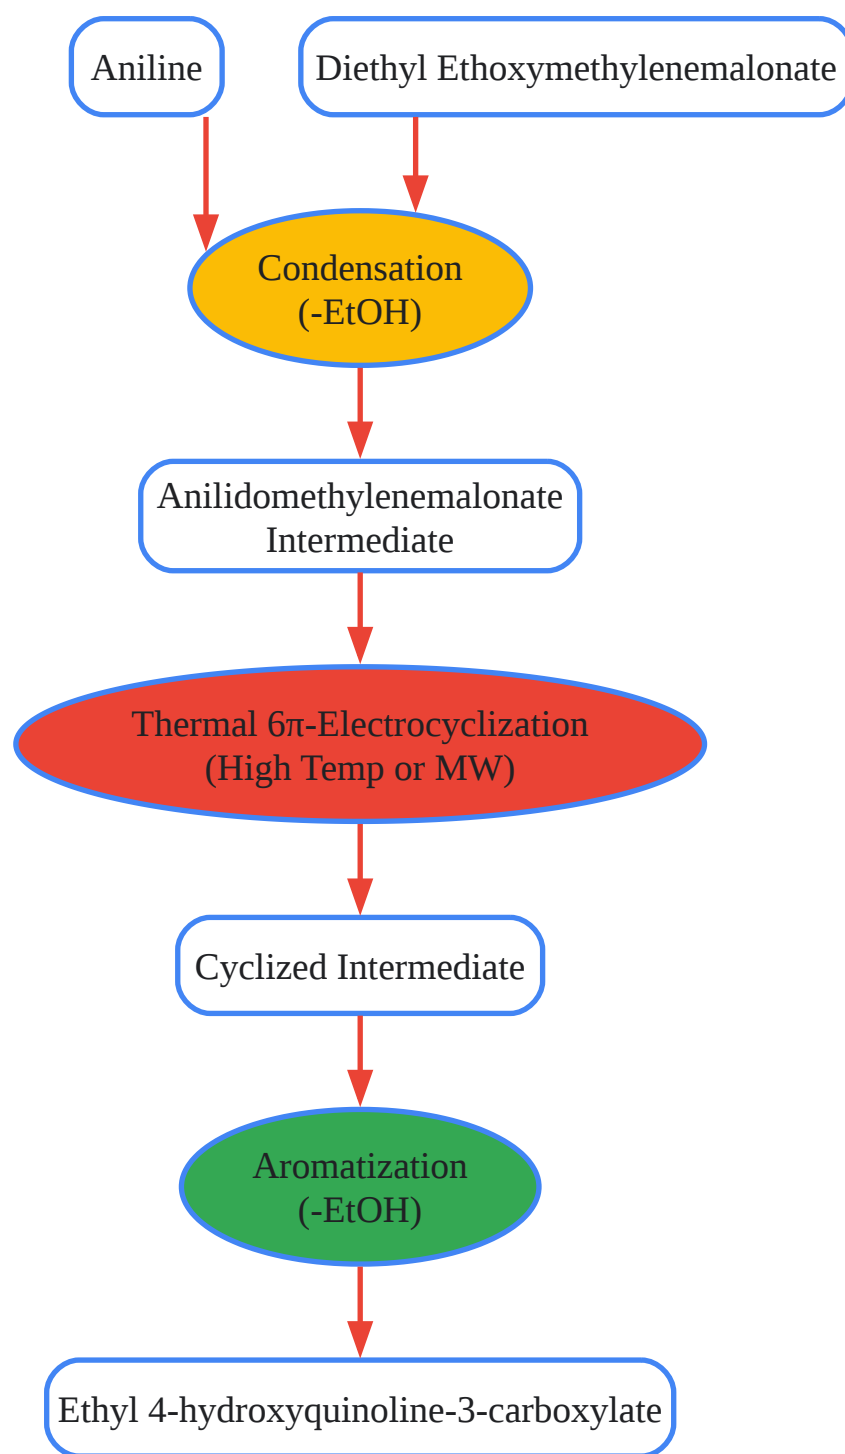 Aniline
Diethyl Ethoxymethylenemalonate
Condensation
(-EtOH)
Anilidomethylenemalonate
Intermediate
Thermal 6π-Electrocyclization
(High Temp or MW)
Cyclized Intermediate
Aromatization
(-EtOH)
Ethyl 4-hydroxyquinoline-3-carboxylate